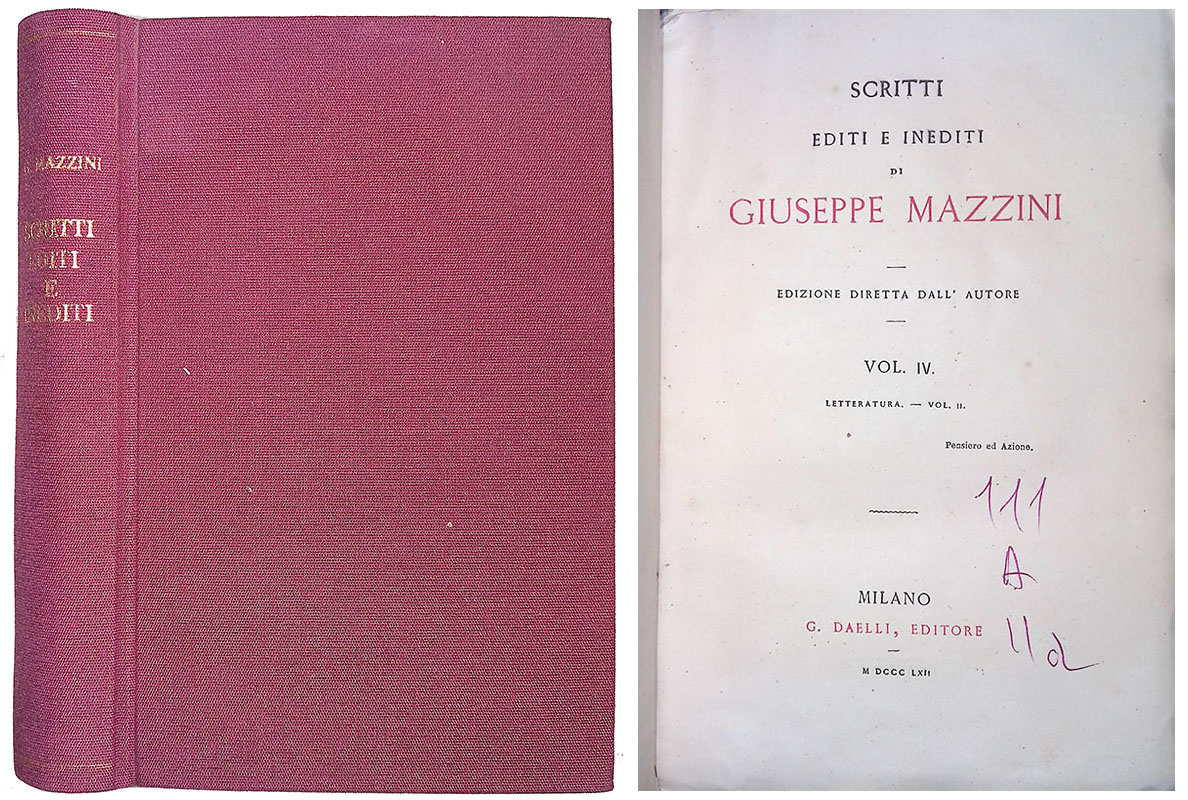 MAZZINI
SCRITTI
EDITI
E
INEDITI
SCRITTI
EDITI E INEDITI
DI
GIUSEPPE MAZZINI
EDIZIONE DIRETTA DALL' AUTORE
VOL. IV.
LETTERATURA. — VOL. II.
Pensiero ed Azione.
111
A
11 d
MILANO
G. DAELLI, EDITORE
M DCCC LXII